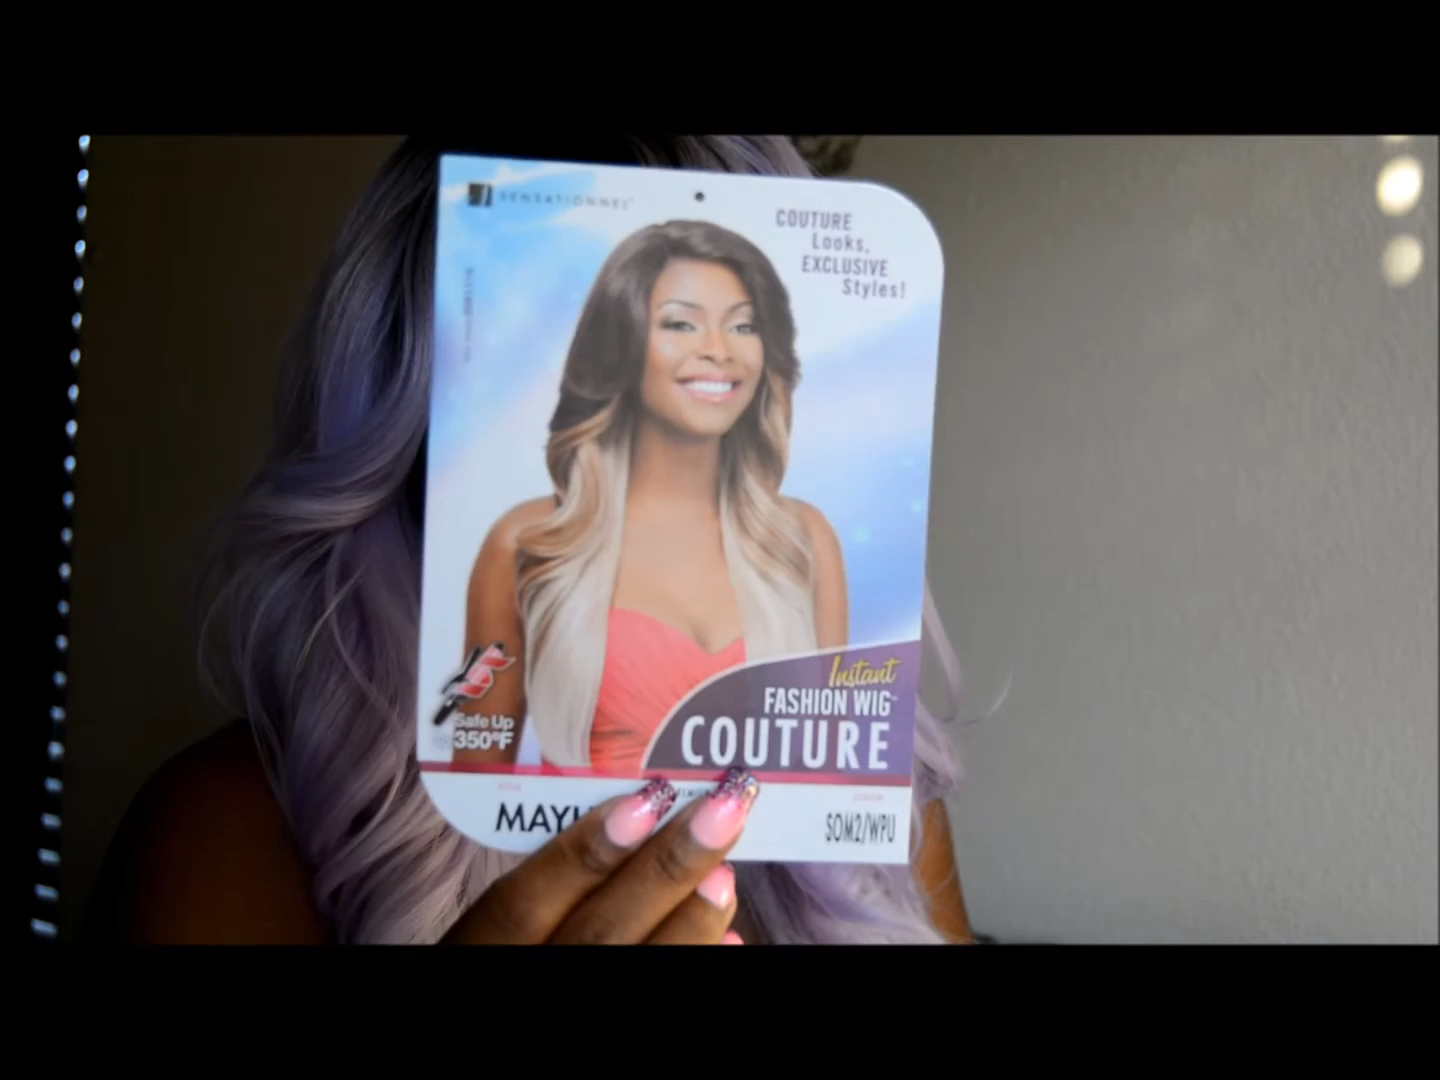 SENSATIONNEL
COUTURE
Looks,
EXCLUSIVE
Styles!
Instant
FASHION WIG
COUTURE
Safe Up
350°F
SOM2/WPU